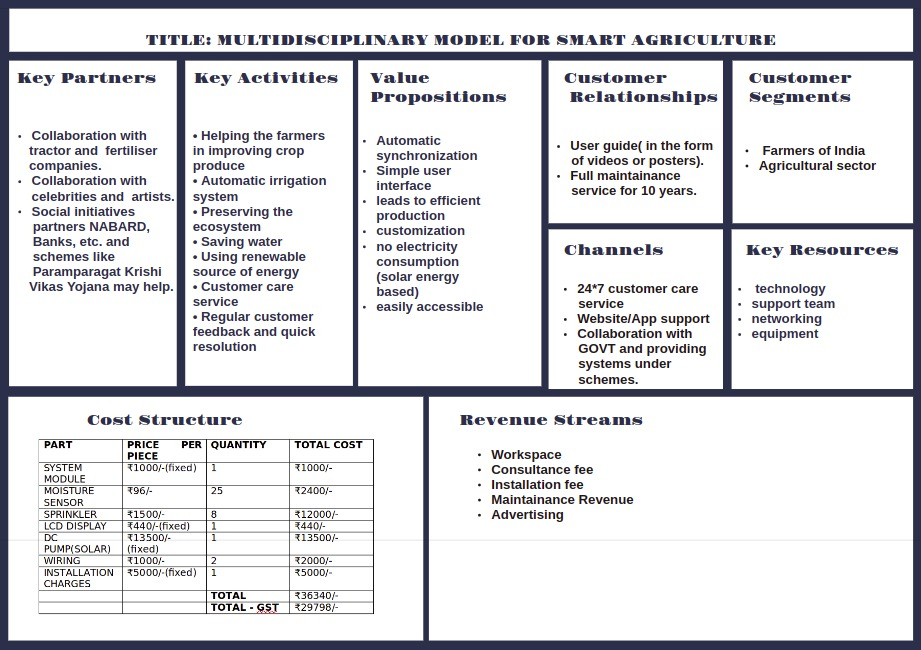 TITLE: MULTIDISCIPLINARY MODEL FOR SMART AGRICULTURE
Key Partners
• Collaboration with
tractor and fertiliser
companies.
• Collaboration with
celebrities and artists.
• Social initiatives
partners NABARD,
Banks, etc. and
schemes like
Paramparagat Krishi
Vikas Yojana may help.
Key Activities
• Helping the farmers
in improving crop
produce
• Automatic irrigation
system
• Preserving the
ecosystem
• Saving water
• Using renewable
source of energy
• Customer care
service
• Regular customer
feedback and quick
resolution
Value
Propositions
• Automatic
synchronization
• Simple user
interface
• leads to efficient
production
• customization
• no electricity
consumption
(solar energy
based)
• easily accessible
Customer
Relationships
• User guide( in the form
of videos or posters).
• Full maintainance
service for 10 years.
Customer
Segments
• Farmers of India
• Agricultural sector
Channels
• 24*7 customer care
service
• Website/App support
• Collaboration with
GOVT and providing
systems under
schemes.
Key Resources
• technology
• support team
• networking
• equipment
Cost Structure
PART PRICE PER PIECE QUANTITY TOTAL COST
SYSTEM MODULE ₹1000/-(fixed) 1 ₹1000/-
MOISTURE SENSOR ₹96/- 25 ₹2400/-
SPRINKLER ₹1500/- 8 ₹12000/-
LCD DISPLAY ₹440/-(fixed) 1 ₹440/-
DC PUMP(SOLAR) ₹13500/-(fixed) 1 ₹13500/-
WIRING ₹1000/- 2 ₹2000/-
INSTALLATION CHARGES ₹5000/-(fixed) 1 ₹5000/-
TOTAL ₹36340/-
TOTAL - GST ₹29798/-
Revenue Streams
• Workspace
• Consultance fee
• Installation fee
• Maintainance Revenue
• Advertising